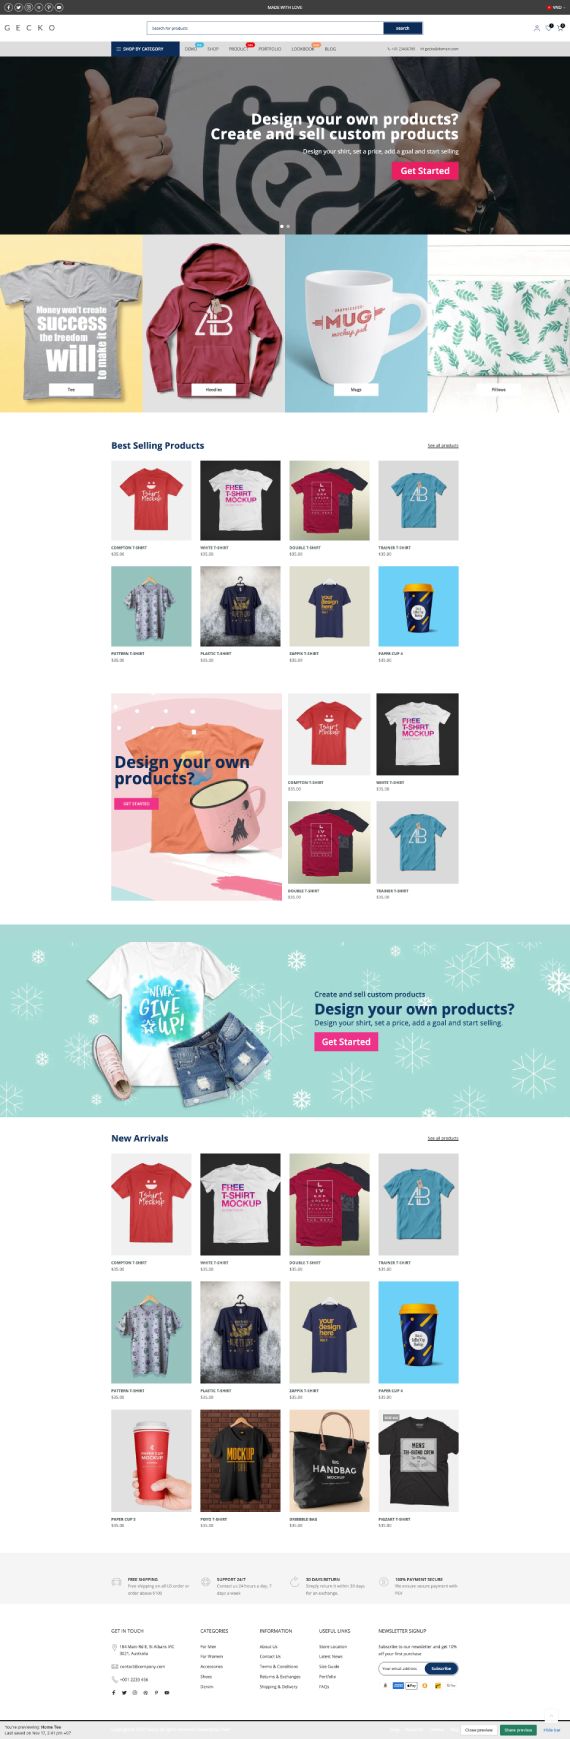 MADE WITH LOVE
VND
GECKO
Search for products
search
SHOP BY CATEGORY
DEMO
SHOP
PRODUCT
PORTFOLIO
LOOKBOOK
BLOG
Design your own products?
Create and sell custom products
Design your shirt, set a price, add a goal and start selling
Get Started
Money won't create
success
the freedom
will
to make it
AB
MUG
mockup psd
Tee
Hoodies
Mugs
Pillows
Best Selling Products
See all products
Tshirt
Mockup
FREE
T-SHIRT
MOCKUP
AB
COMPTON T-SHIRT
WHITE T-SHIRT
DOUBLE T-SHIRT
TRAINER T-SHIRT
$35.00
$35.00
$35.00
$35.00
your
design
here
PATTERN T-SHIRT
PLASTIC T-SHIRT
ZAPPIX T-SHIRT
PAPER CUP 4
$35.00
$35.00
$35.00
$35.00
Design your own
products?
GET STARTED
Tshirt
Mockup
FREE
T-SHIRT
MOCKUP
COMPTON T-SHIRT
WHITE T-SHIRT
$35.00
$35.00
AB
DOUBLE T-SHIRT
TRAINER T-SHIRT
$35.00
$35.00
NEVER
GIVE
UP!
Create and sell custom products
Design your own products?
Design your shirt, set a price, add a goal and start selling.
Get Started
New Arrivals
See all products
Tshirt
Mockup
FREE
T-SHIRT
MOCKUP
AB
COMPTON T-SHIRT
WHITE T-SHIRT
DOUBLE T-SHIRT
TRAINER T-SHIRT
$35.00
$35.00
$35.00
$35.00
your
design
here
PATTERN T-SHIRT
PLASTIC T-SHIRT
ZAPPIX T-SHIRT
PAPER CUP 4
$35.00
$35.00
$35.00
$35.00
MOCKUP
MOCKUP
HANDBAG
MOCKUP
MENS
TRI-BLEND CREW
PAPER CUP 3
$35.00
$35.00
$35.00
$35.00
FREE SHIPPING
Free shipping on all US order or
order above $100
SUPPORT 24/7
Contact us 24 hours a day, 7
days a week
30 DAYS RETURN
Simply return it within 30 days
for an exchange.
100% PAYMENT SECURE
We ensure secure payment with
PEV
GET IN TOUCH
184 Main Rd E, St Albans VIC
3021, Australia
contact@company.com
+001 2233 456
CATEGORIES
For Men
For Women
Accessories
Shoes
Denim
INFORMATION
About Us
Contact Us
Terms & Conditions
Returns & Exchanges
Shipping & Delivery
USEFUL LINKS
Store Location
Latest News
Size Guide
Portfolio
FAQs
NEWSLETTER SIGNUP
Subscribe to our newsletter and get 10%
off your first purchase
Your email address
Subscribe
You're previewing: Home Tee
Close preview
Share preview
Hide bar